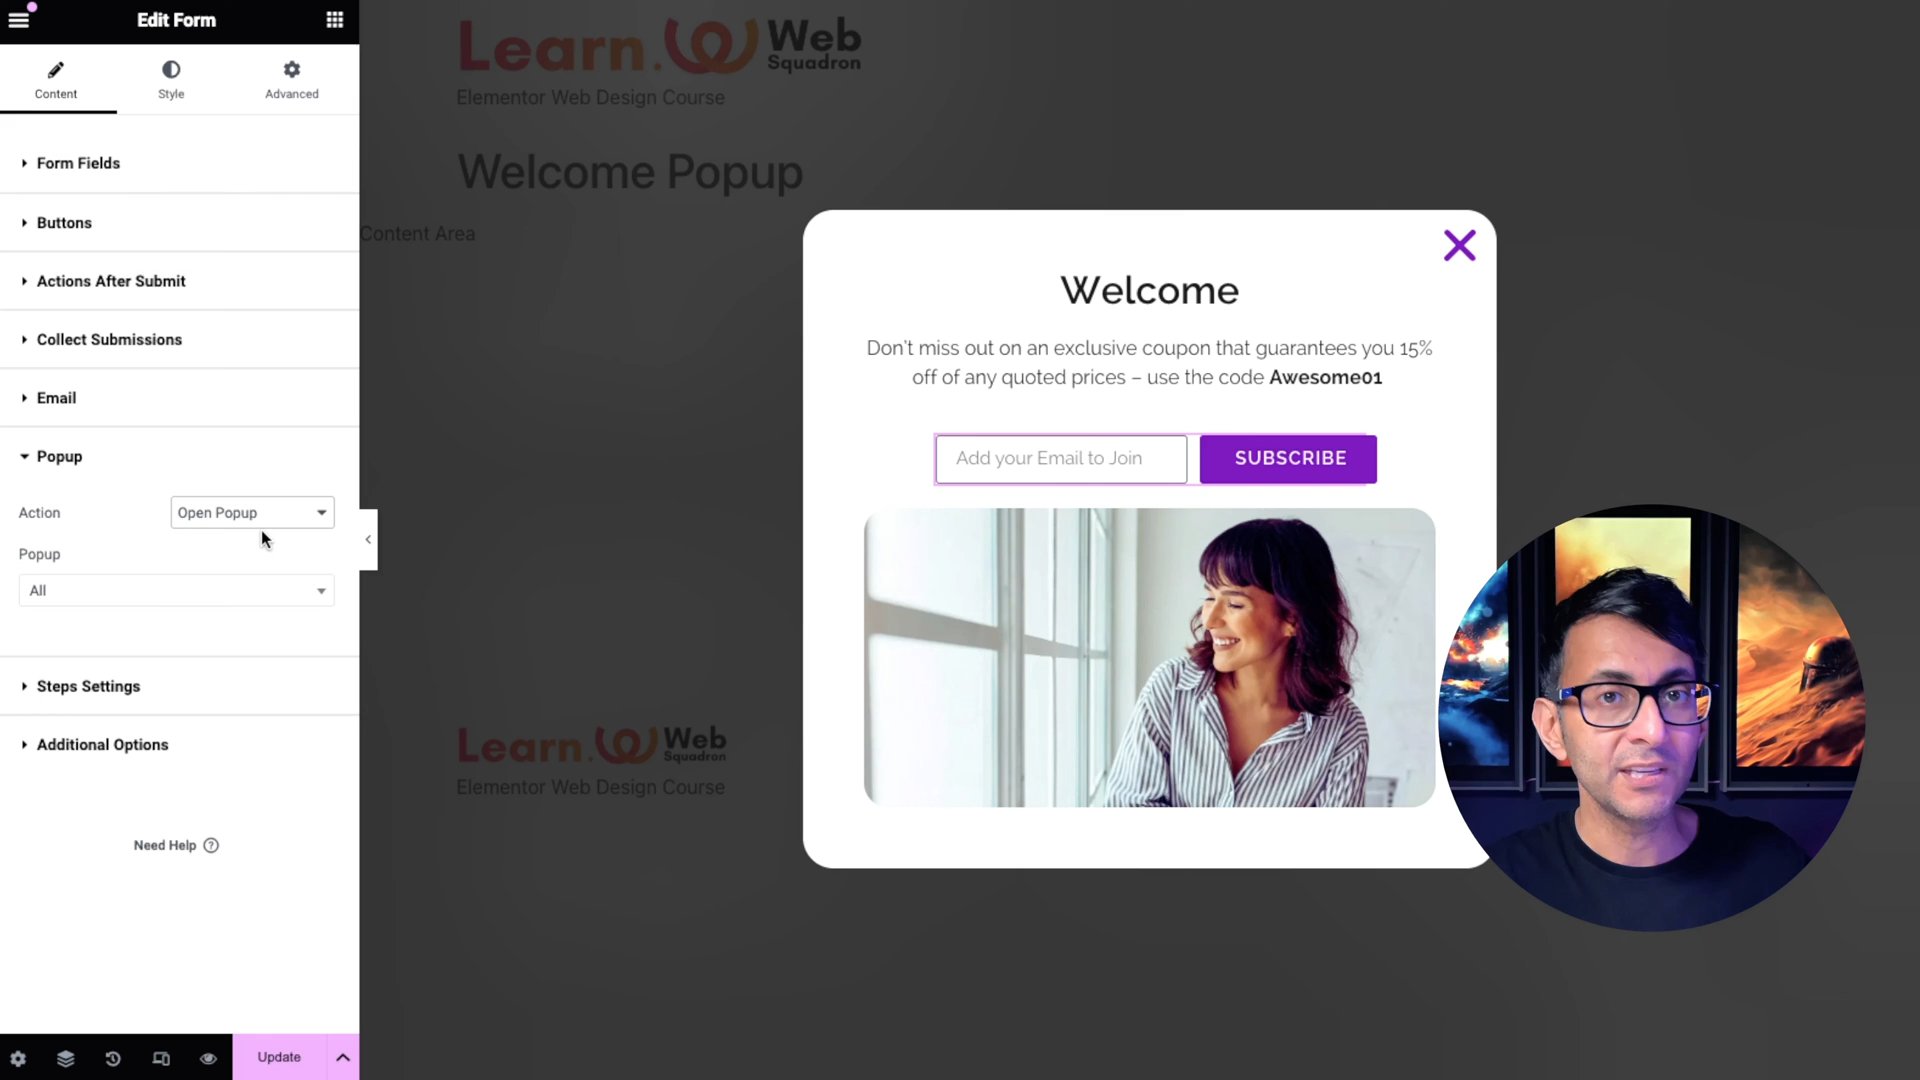 Edit Form
Content
Style
Advanced
Form Fields
Buttons
Actions After Submit
Collect Submissions
Email
Popup
Action
Open Popup
Popup
All
Steps Settings
Additional Options
Need Help ?
Update
Learn. Web Squadron
Elementor Web Design Course
Welcome Popup
Content Area
Welcome
Don't miss out on an exclusive coupon that guarantees you 15%
off of any quoted prices – use the code Awesome01
Add your Email to Join
SUBSCRIBE
Learn. Web Squadron
Elementor Web Design Course